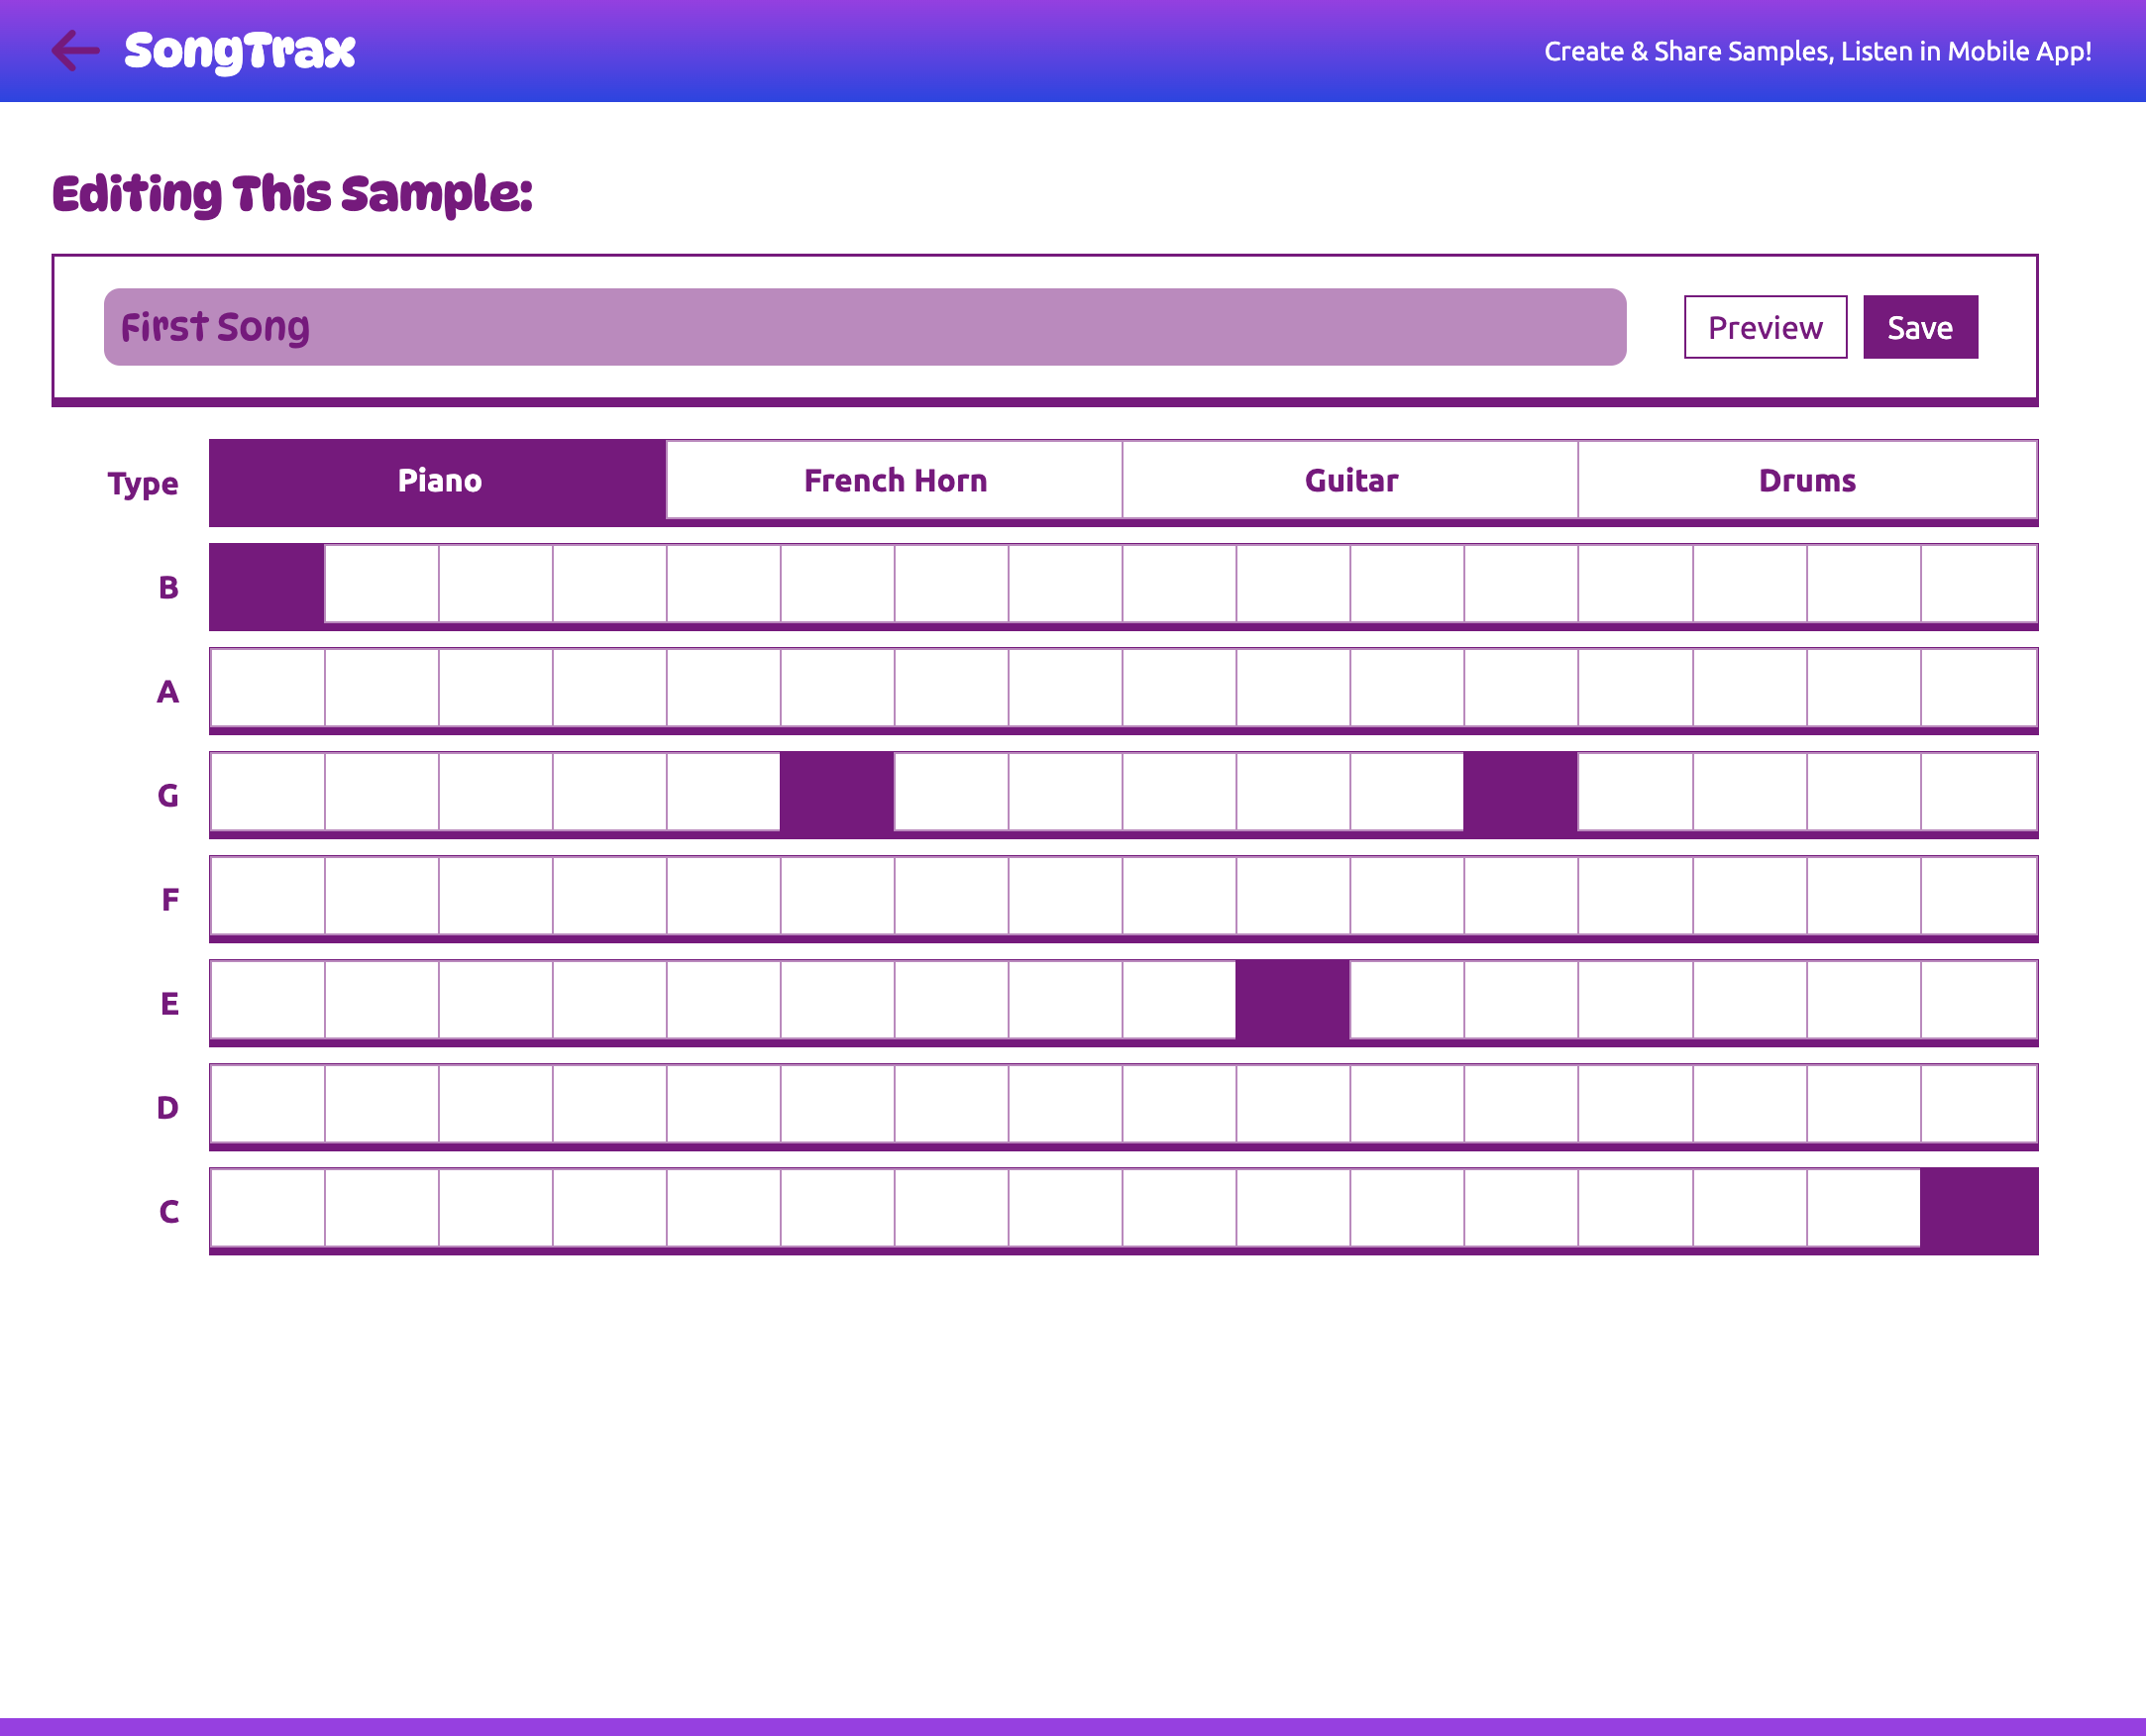 SongTrax
Create & Share Samples, Listen in Mobile App!
Editing This Sample:
First Song
Preview
Save
Type
Piano
French Horn
Guitar
Drums
B
A
G
F
E
D
C